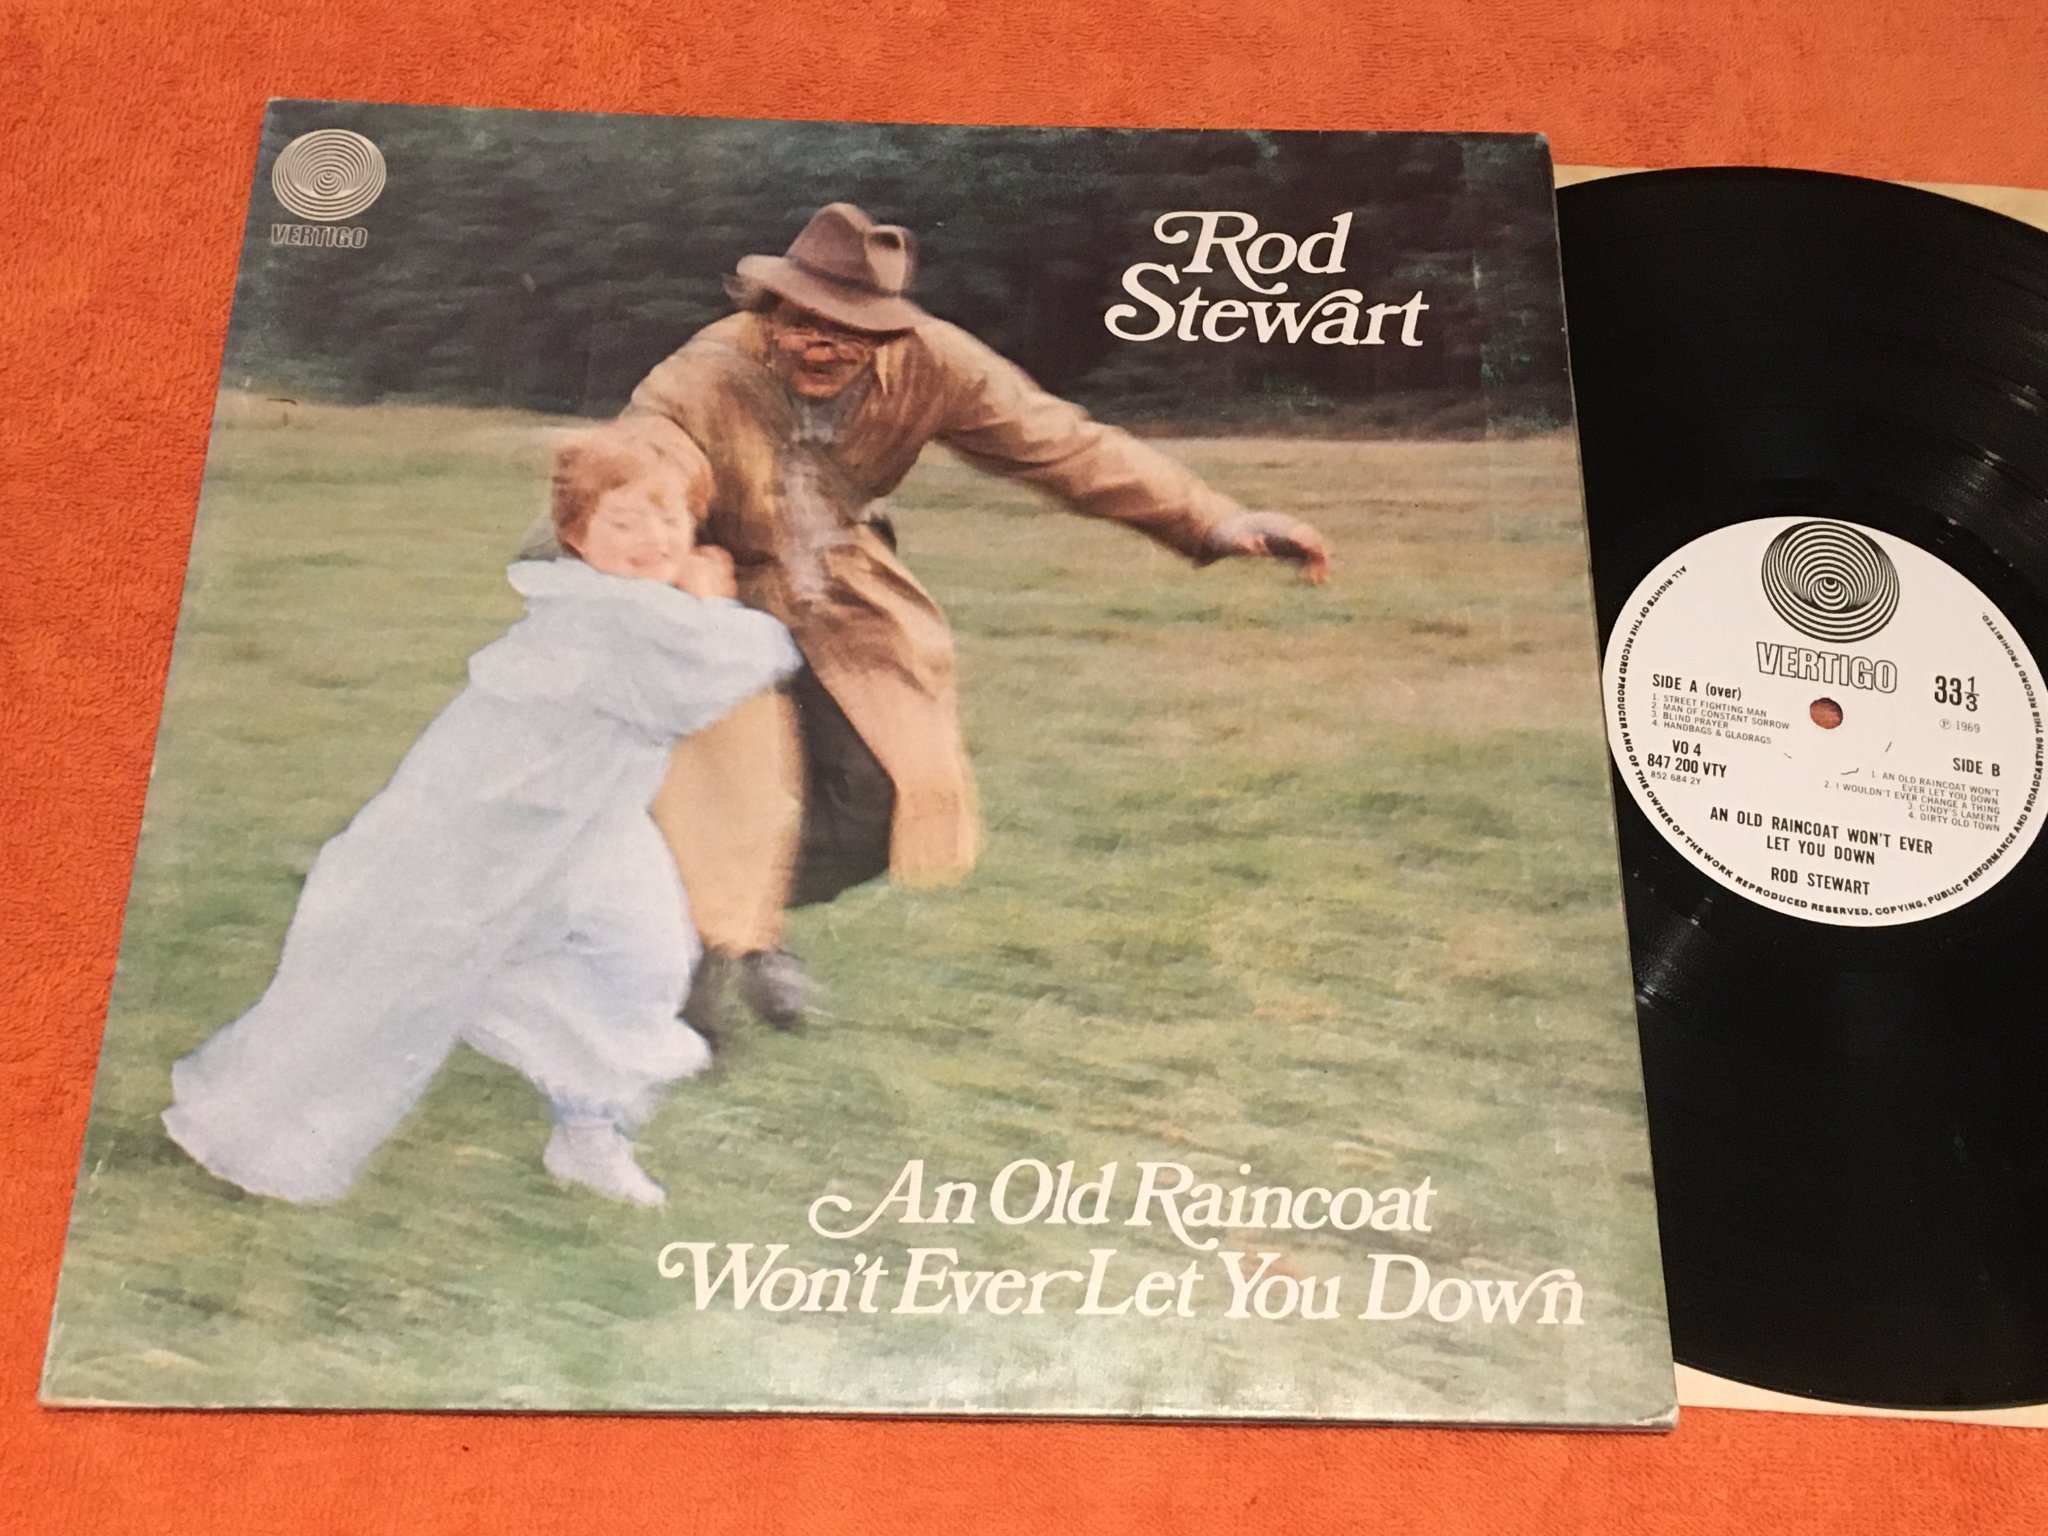 VERTIGO
Rod
Stewart
An Old Raincoat
Won't Ever Let You Down
VERTIGO
33⅓
℗ 1969
SIDE A (over)
1. STREET FIGHTING MAN
2. MAN OF CONSTANT SORROW
3. BLIND PRAYER
4. HANDBAGS & GLADRAGS
VO 4
847 200 VTY
852 684 2Y
SIDE B
1. AN OLD RAINCOAT WON'T
EVER LET YOU DOWN
2. I WOULDN'T EVER CHANGE A THING
3. CINDY'S LAMENT
4. DIRTY OLD TOWN
AN OLD RAINCOAT WON'T EVER
LET YOU DOWN
ROD STEWART
ALL RIGHTS OF THE RECORD PRODUCER AND OF THE OWNER OF THE WORK REPRODUCED RESERVED. COPYING, PUBLIC PERFORMANCE AND BROADCASTING THIS RECORD PROHIBITED.